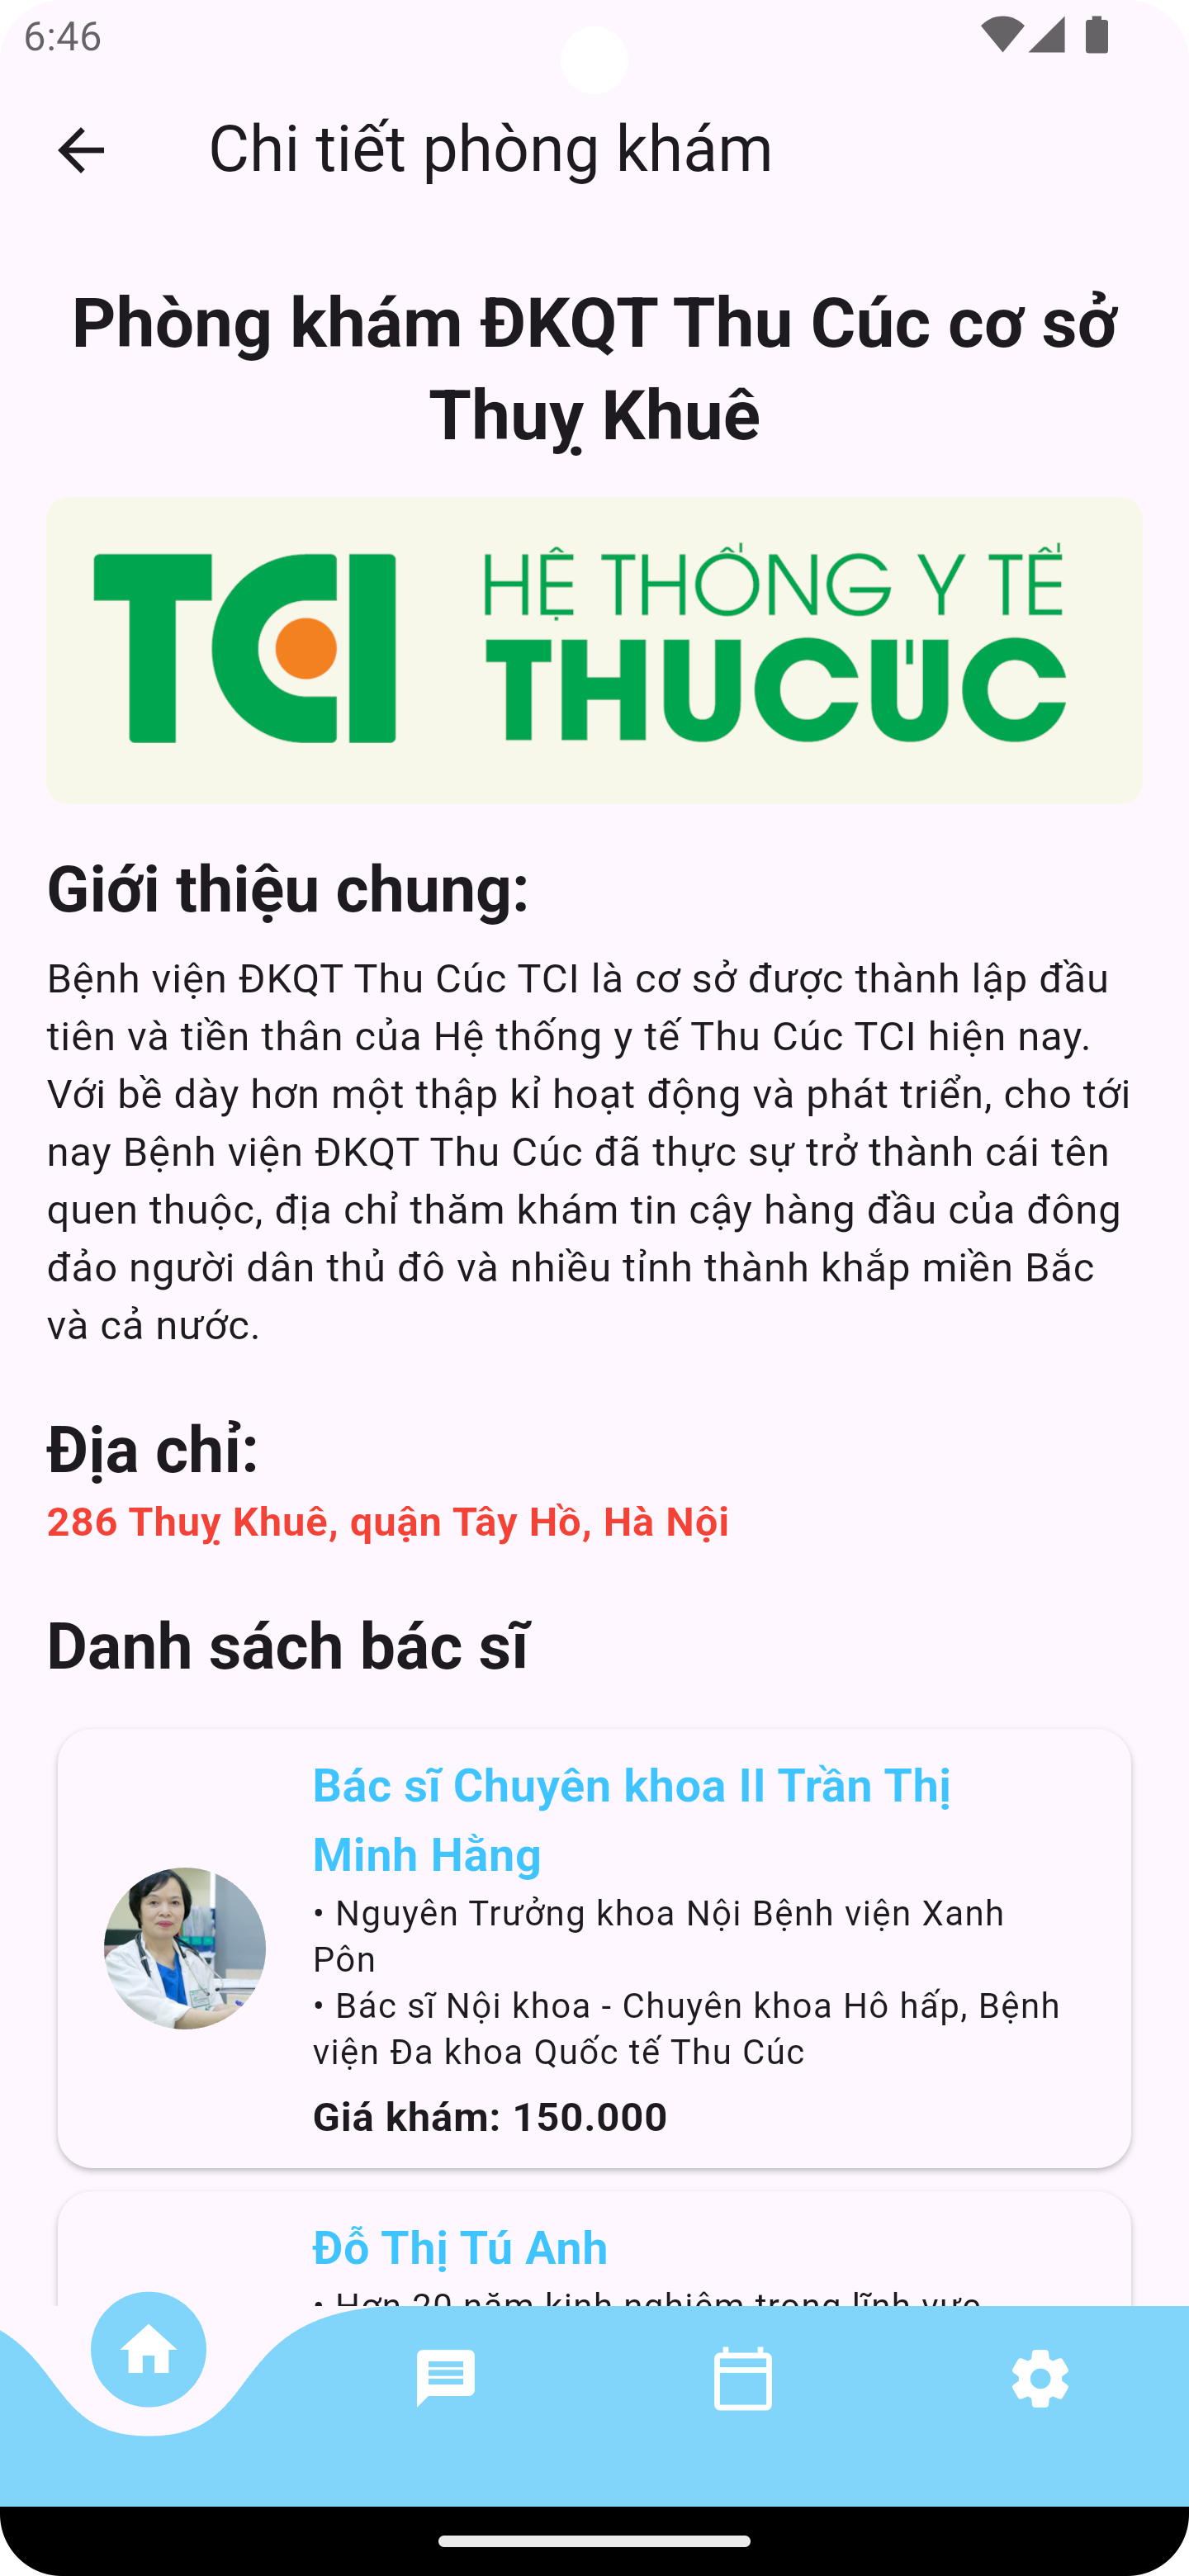 6:46
Chi tiết phòng khám
Phòng khám ĐKQT Thu Cúc cơ sở
Thuỵ Khuê
TCI
HỆ THỐNG Y TẾ
THU CÚC
Giới thiệu chung:
Bệnh viện ĐKQT Thu Cúc TCI là cơ sở được thành lập đầu
tiên và tiền thân của Hệ thống y tế Thu Cúc TCI hiện nay.
Với bề dày hơn một thập kỉ hoạt động và phát triển, cho tới
nay Bệnh viện ĐKQT Thu Cúc đã thực sự trở thành cái tên
quen thuộc, địa chỉ thăm khám tin cậy hàng đầu của đông
đảo người dân thủ đô và nhiều tỉnh thành khắp miền Bắc
và cả nước.
Địa chỉ:
286 Thuỵ Khuê, quận Tây Hồ, Hà Nội
Danh sách bác sĩ
Bác sĩ Chuyên khoa II Trần Thị
Minh Hằng
• Nguyên Trưởng khoa Nội Bệnh viện Xanh
Pôn
• Bác sĩ Nội khoa - Chuyên khoa Hô hấp, Bệnh
viện Đa khoa Quốc tế Thu Cúc
Giá khám: 150.000
Đỗ Thị Tú Anh
• Hơn 20 năm kinh nghiệm trong lĩnh vực